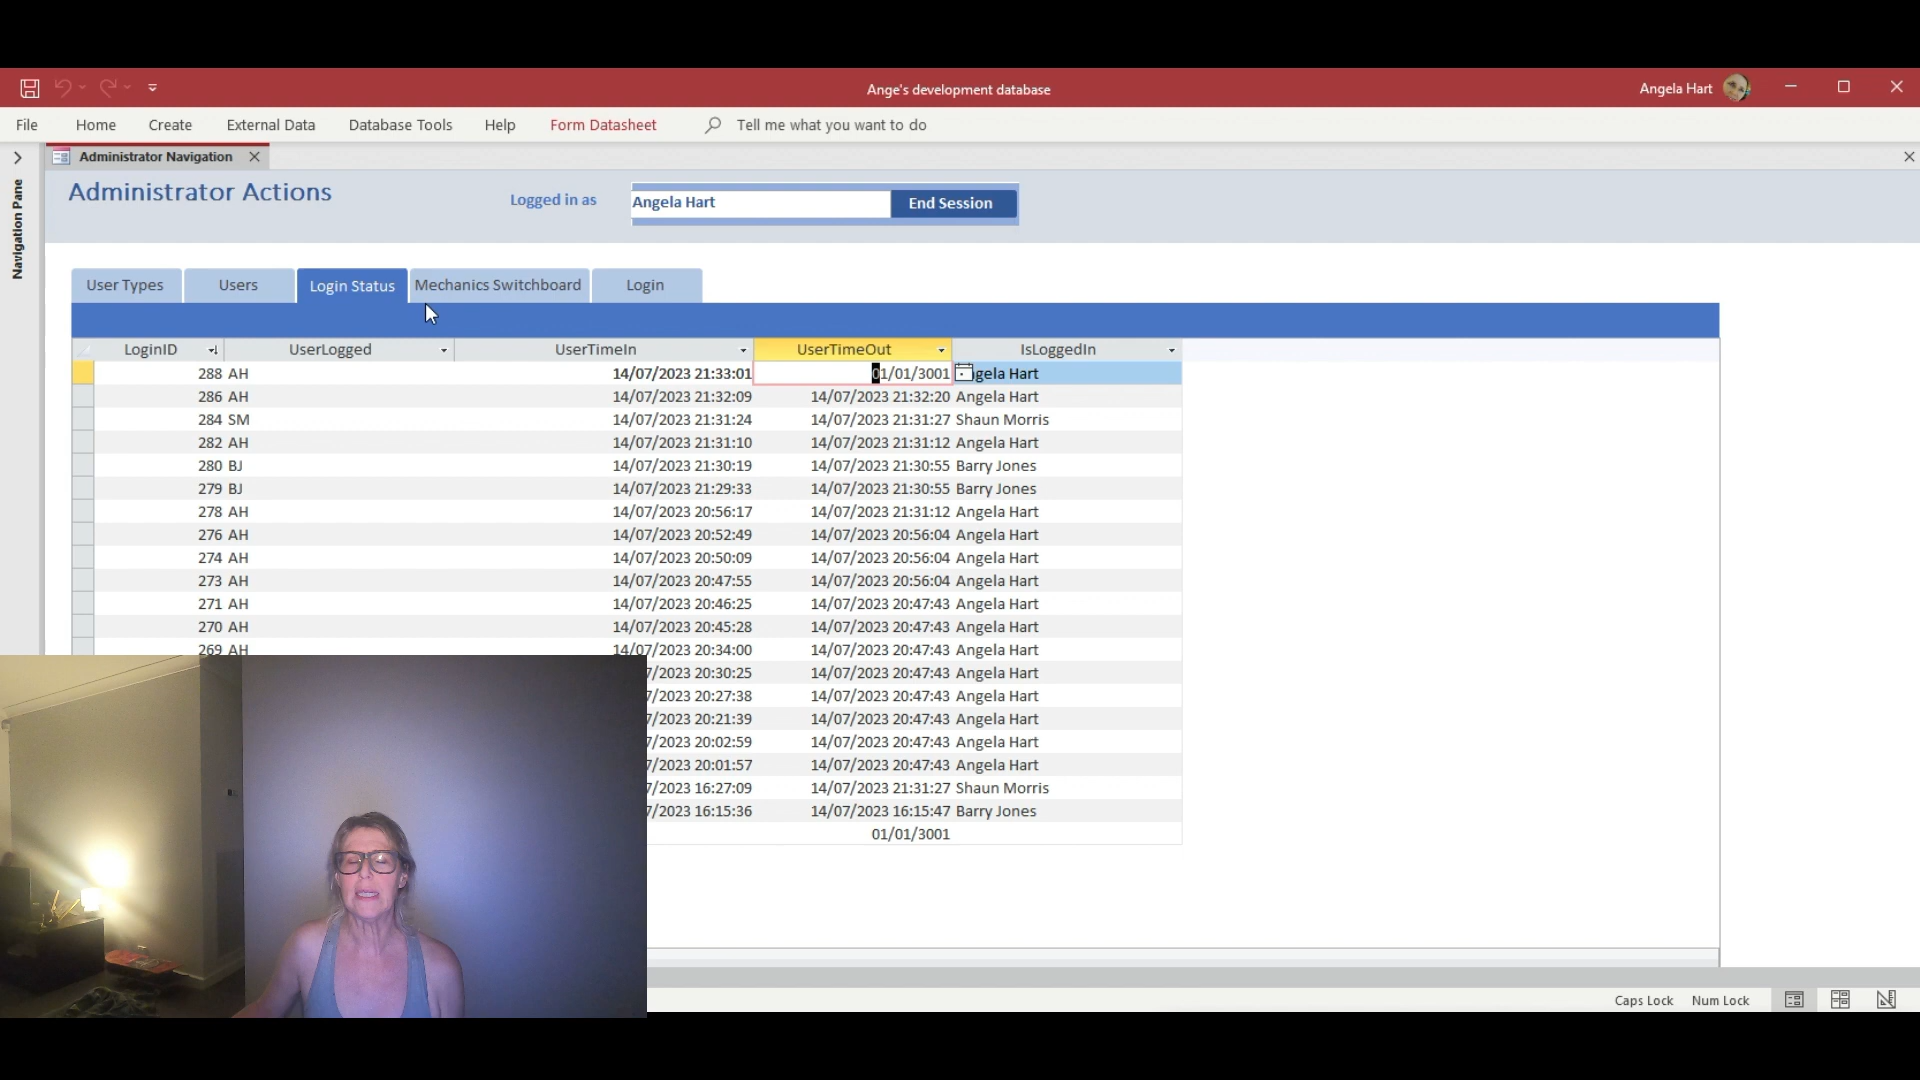 Ange's development database
Angela Hart
File Home Create External Data Database Tools Help Form Datasheet Tell me what you want to do
Administrator Navigation
Navigation Pane
Administrator Actions
Logged in as Angela Hart End Session
User Types Users Login Status Mechanics Switchboard Login
LoginID UserLogged UserTimeIn UserTimeOut IsLoggedIn
288 AH 14/07/2023 21:33:01 01/01/3001 gela Hart
286 AH 14/07/2023 21:32:09 14/07/2023 21:32:20 Angela Hart
284 SM 14/07/2023 21:31:24 14/07/2023 21:31:27 Shaun Morris
282 AH 14/07/2023 21:31:10 14/07/2023 21:31:12 Angela Hart
280 BJ 14/07/2023 21:30:19 14/07/2023 21:30:55 Barry Jones
279 BJ 14/07/2023 21:29:33 14/07/2023 21:30:55 Barry Jones
278 AH 14/07/2023 20:56:17 14/07/2023 21:31:12 Angela Hart
276 AH 14/07/2023 20:52:49 14/07/2023 20:56:04 Angela Hart
274 AH 14/07/2023 20:50:09 14/07/2023 20:56:04 Angela Hart
273 AH 14/07/2023 20:47:55 14/07/2023 20:56:04 Angela Hart
271 AH 14/07/2023 20:46:25 14/07/2023 20:47:43 Angela Hart
270 AH 14/07/2023 20:45:28 14/07/2023 20:47:43 Angela Hart
269 AH 14/07/2023 20:34:00 14/07/2023 20:47:43 Angela Hart
7/2023 20:30:25 14/07/2023 20:47:43 Angela Hart
7/2023 20:27:38 14/07/2023 20:47:43 Angela Hart
7/2023 20:21:39 14/07/2023 20:47:43 Angela Hart
7/2023 20:02:59 14/07/2023 20:47:43 Angela Hart
7/2023 20:01:57 14/07/2023 20:47:43 Angela Hart
7/2023 16:27:09 14/07/2023 21:31:27 Shaun Morris
7/2023 16:15:36 14/07/2023 16:15:47 Barry Jones
01/01/3001
Caps Lock Num Lock